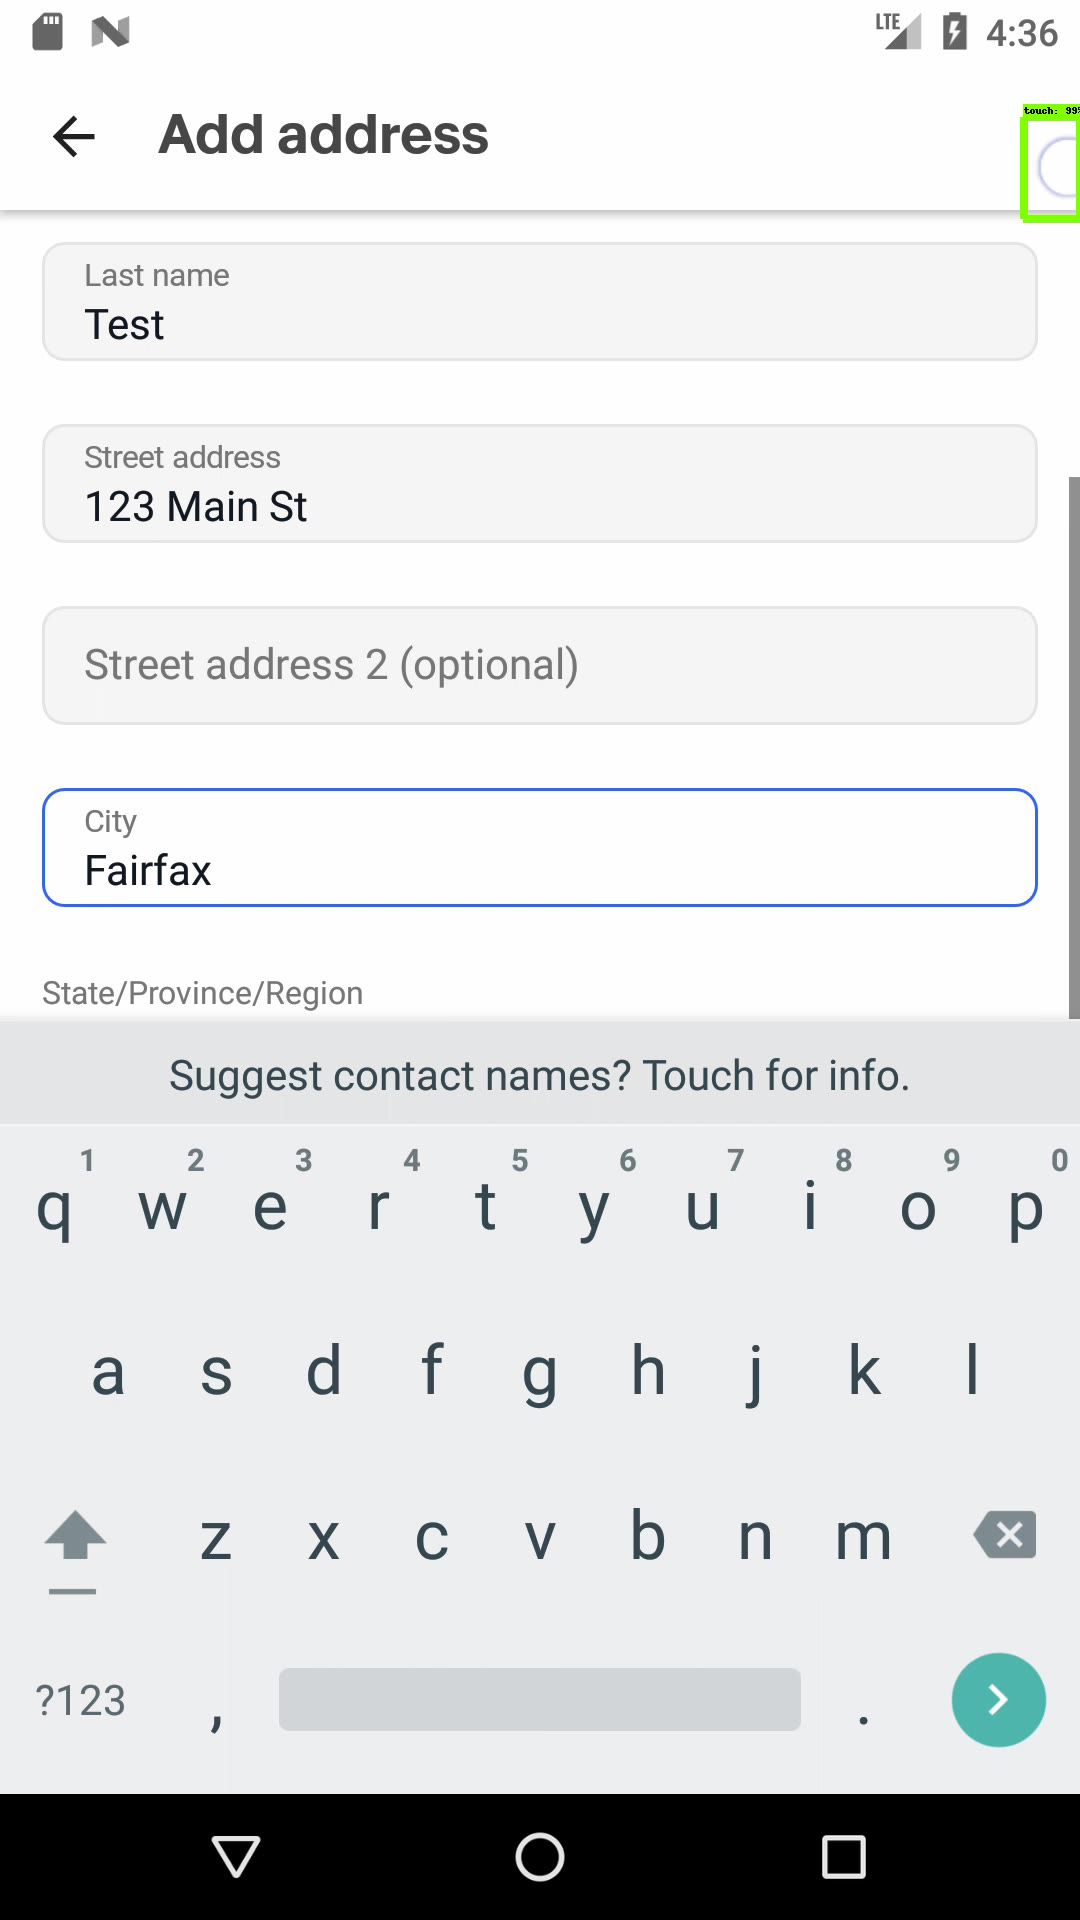 LTE 4:36
touch: 99%
Add address
Last name
Test
Street address
123 Main St
Street address 2 (optional)
City
Fairfax
State/Province/Region
Suggest contact names? Touch for info.
1 2 3 4 5 6 7 8 9 0
q w e r t y u i o p
a s d f g h j k l
z x c v b n m
?123 , .